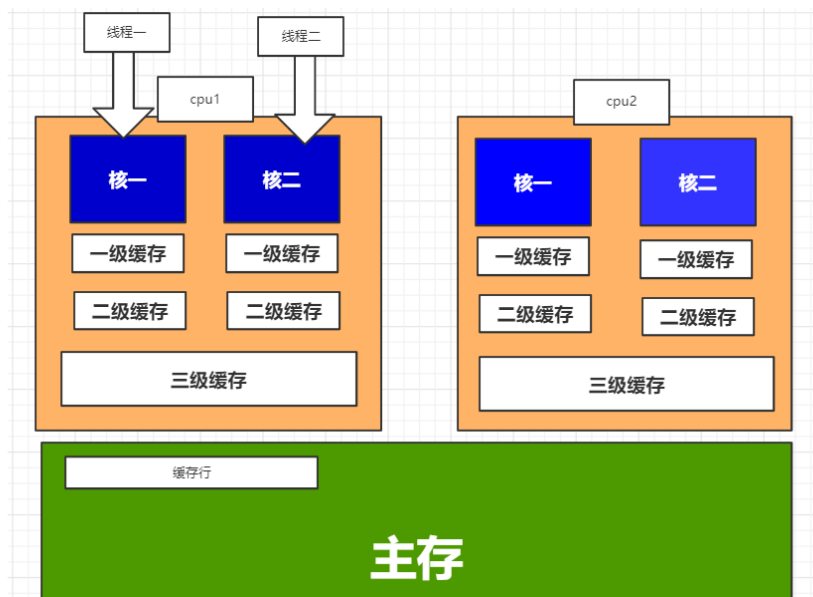 线程一
线程二
cpu1
cpu2
核一
核二
核一
核二
一级缓存
一级缓存
一级缓存
一级缓存
二级缓存
二级缓存
二级缓存
二级缓存
三级缓存
三级缓存
缓存行
主存